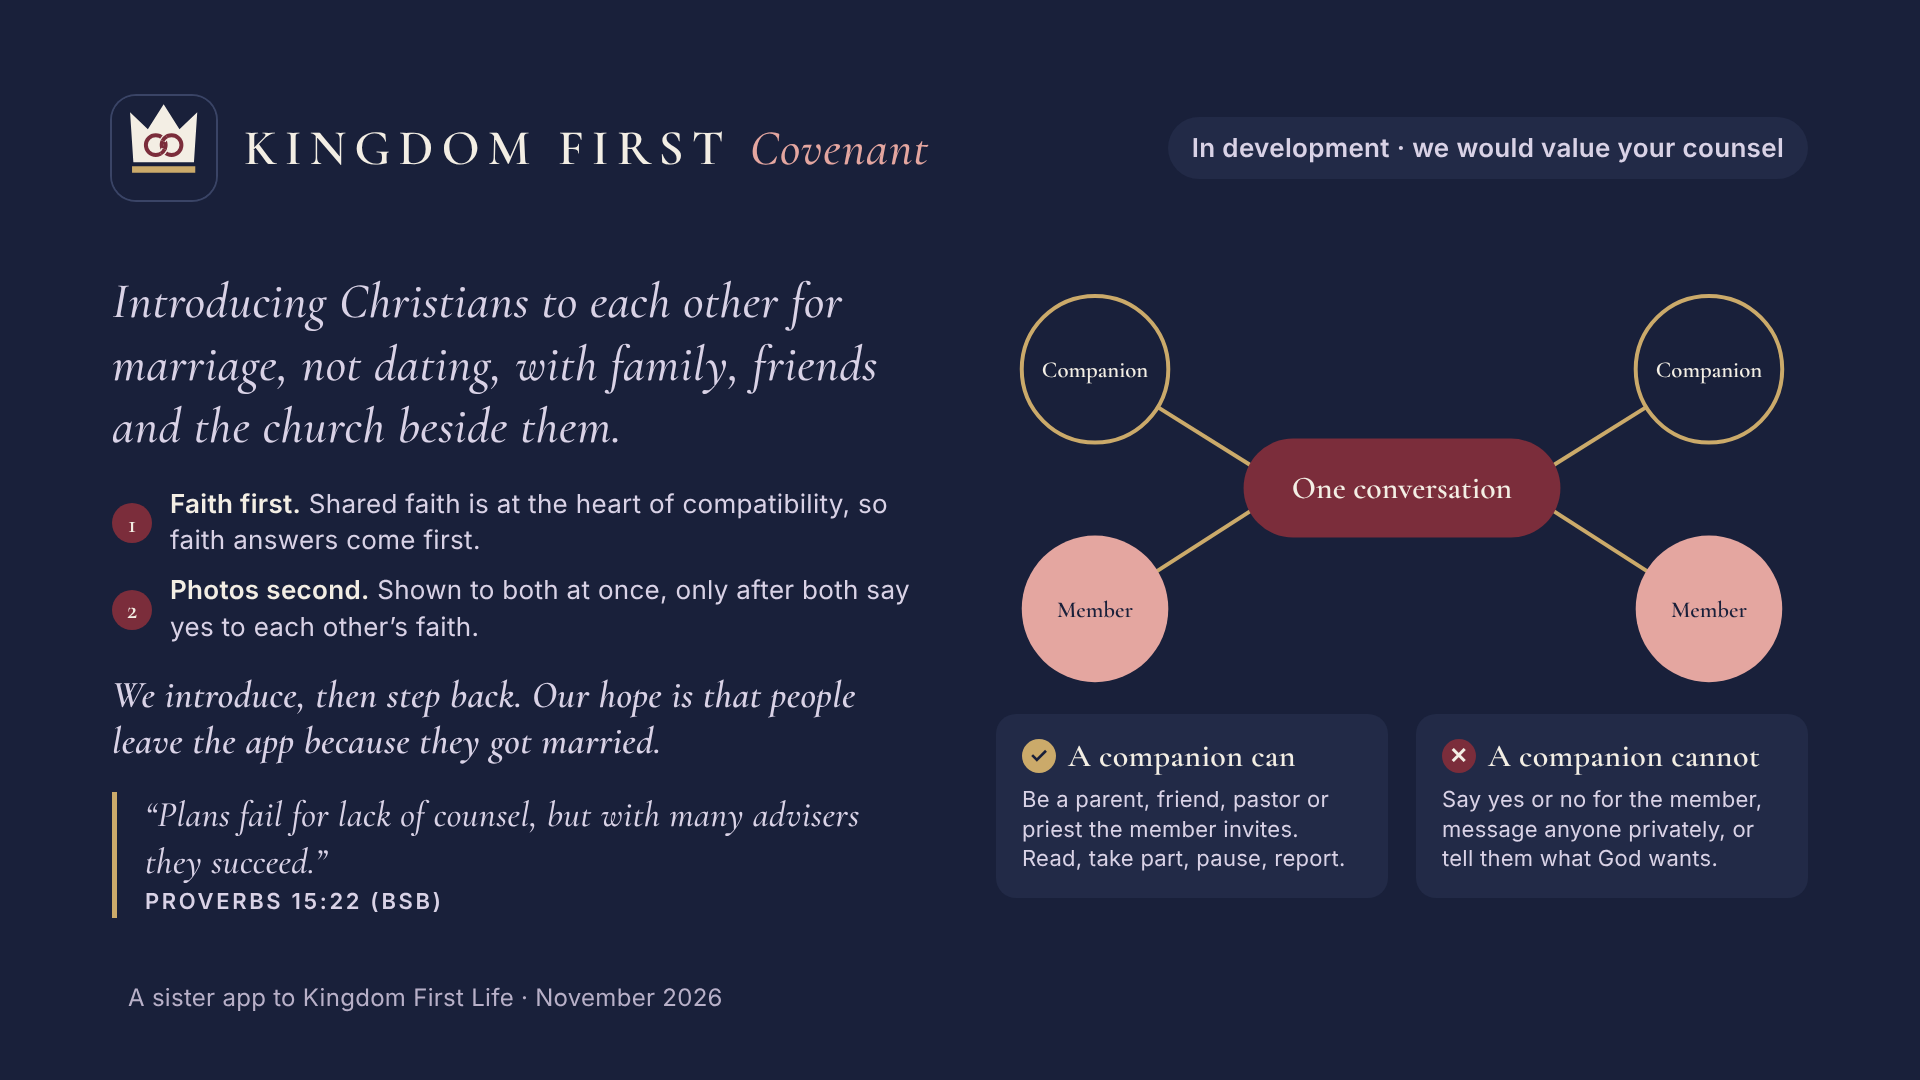 KINGDOM FIRST Covenant
In development · we would value your counsel
Introducing Christians to each other for
marriage, not dating, with family, friends
and the church beside them.
1 Faith first. Shared faith is at the heart of compatibility, so
faith answers come first.
2 Photos second. Shown to both at once, only after both say
yes to each other’s faith.
We introduce, then step back. Our hope is that people
leave the app because they got married.
“Plans fail for lack of counsel, but with many advisers
they succeed.”
PROVERBS 15:22 (BSB)
Companion
Companion
One conversation
Member
Member
A companion can
Be a parent, friend, pastor or
priest the member invites.
Read, take part, pause, report.
A companion cannot
Say yes or no for the member,
message anyone privately, or
tell them what God wants.
A sister app to Kingdom First Life · November 2026